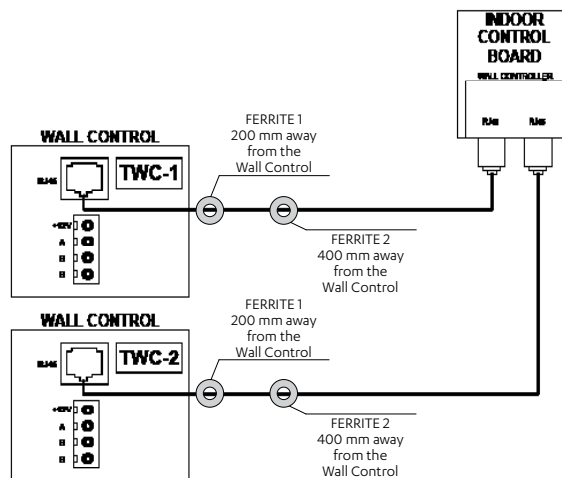 INDOOR
CONTROL
BOARD
WALL CONTROLLER
RJ45 RJ45
FERRITE 1
200 mm away
from the
Wall Control
WALL CONTROL
RJ45
TWC-1
+12V
A
B
B
FERRITE 2
400 mm away
from the
Wall Control
FERRITE 1
200 mm away
from the
Wall Control
WALL CONTROL
RJ45
TWC-2
+12V
A
B
B
FERRITE 2
400 mm away
from the
Wall Control